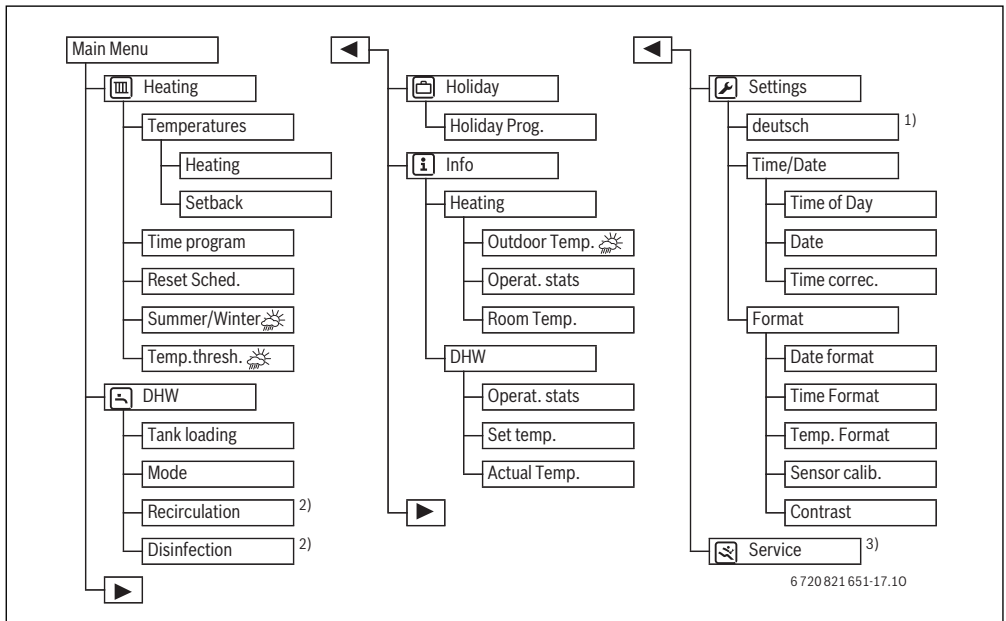 Main Menu
Heating
Temperatures
Heating
Setback
Time program
Reset Sched.
Summer/Winter
Temp.thresh.
DHW
Tank loading
Mode
Recirculation 2)
Disinfection 2)
Holiday
Holiday Prog.
Info
Heating
Outdoor Temp.
Operat. stats
Room Temp.
DHW
Operat. stats
Set temp.
Actual Temp.
Settings
deutsch 1)
Time/Date
Time of Day
Date
Time correc.
Format
Date format
Time Format
Temp. Format
Sensor calib.
Contrast
Service 3)
6 720 821 651-17.1O